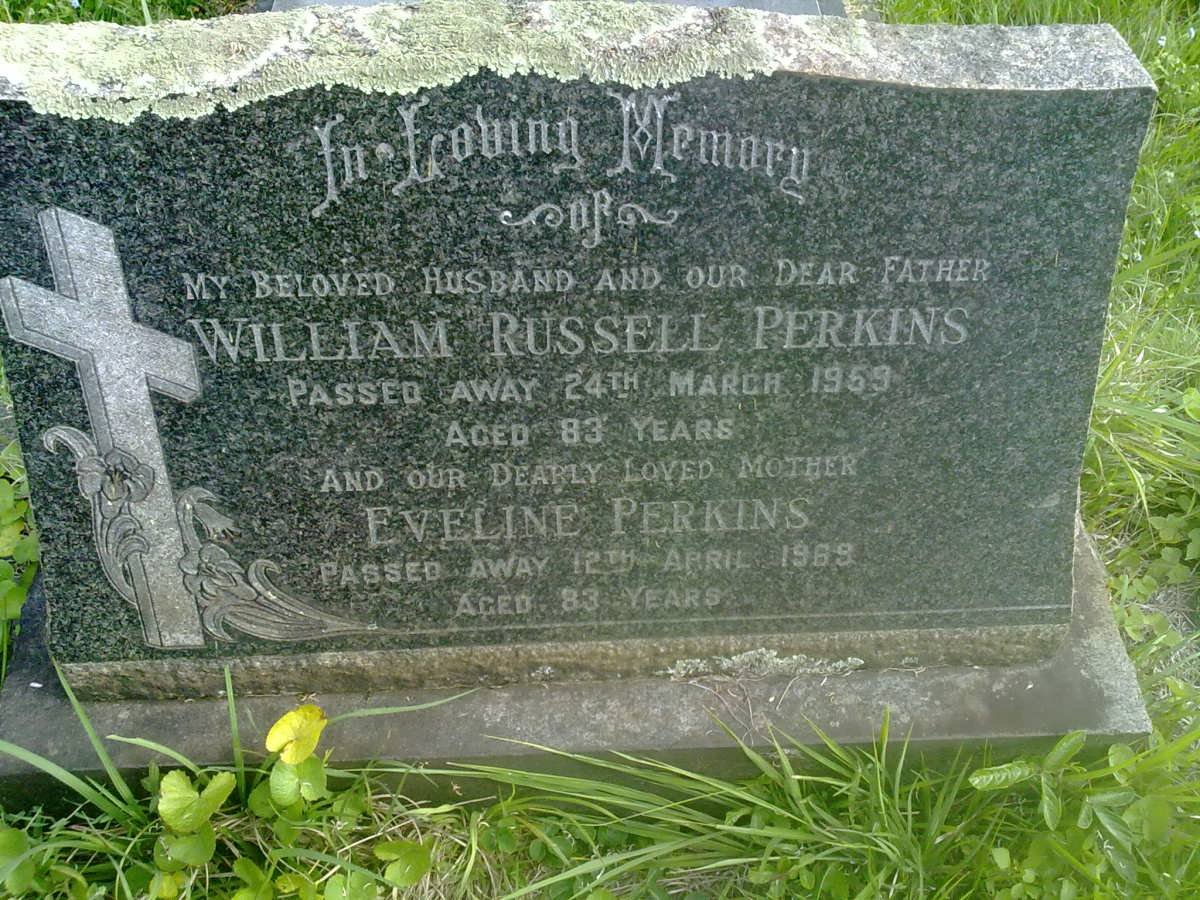 In Loving Memory
of
My Beloved Husband and our Dear Father
William Russell Perkins
Passed away 24th March 1959
Aged 83 Years
and our Dearly Loved Mother
Eveline Perkins
Passed away 12th April 1969
Aged 83 Years